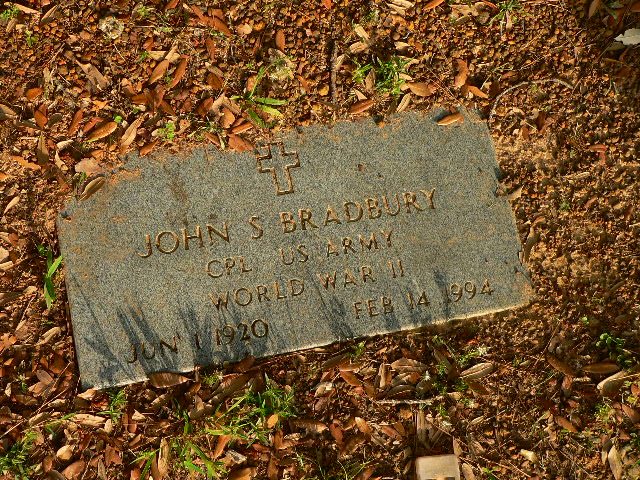 JOHN S BRADBURY
CPL US ARMY
WORLD WAR II
JUN 1 1920 FEB 14 1994